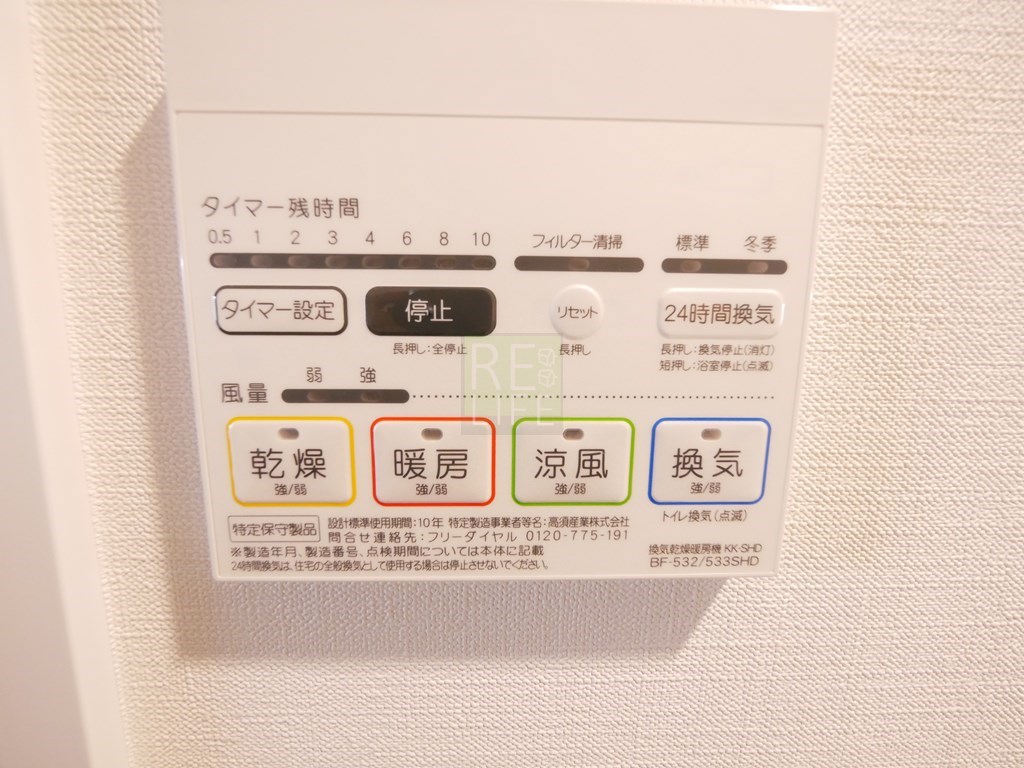 タイマー残時間
0.5 1 2 3 4 6 8 10
フィルター清掃
標準 冬季
タイマー設定
停止
リセット
24時間換気
長押し:全停止
長押し
長押し:換気停止(消灯)
短押し:浴室停止(点滅)
RE
LIFE
弱 強
風量
乾燥
強/弱
暖房
強/弱
涼風
強/弱
換気
強/弱
トイレ換気(点滅)
特定保守製品
設計標準使用期間:10年 特定製造事業者等名:高須産業株式会社
問合せ連絡先:フリーダイヤル 0120-775-191
※製造年月、製造番号、点検期間については本体に記載
24時間換気は、住宅の全般換気として使用する場合は停止させないでください。
換気乾燥暖房機 KK-SHD
BF-532/533SHD